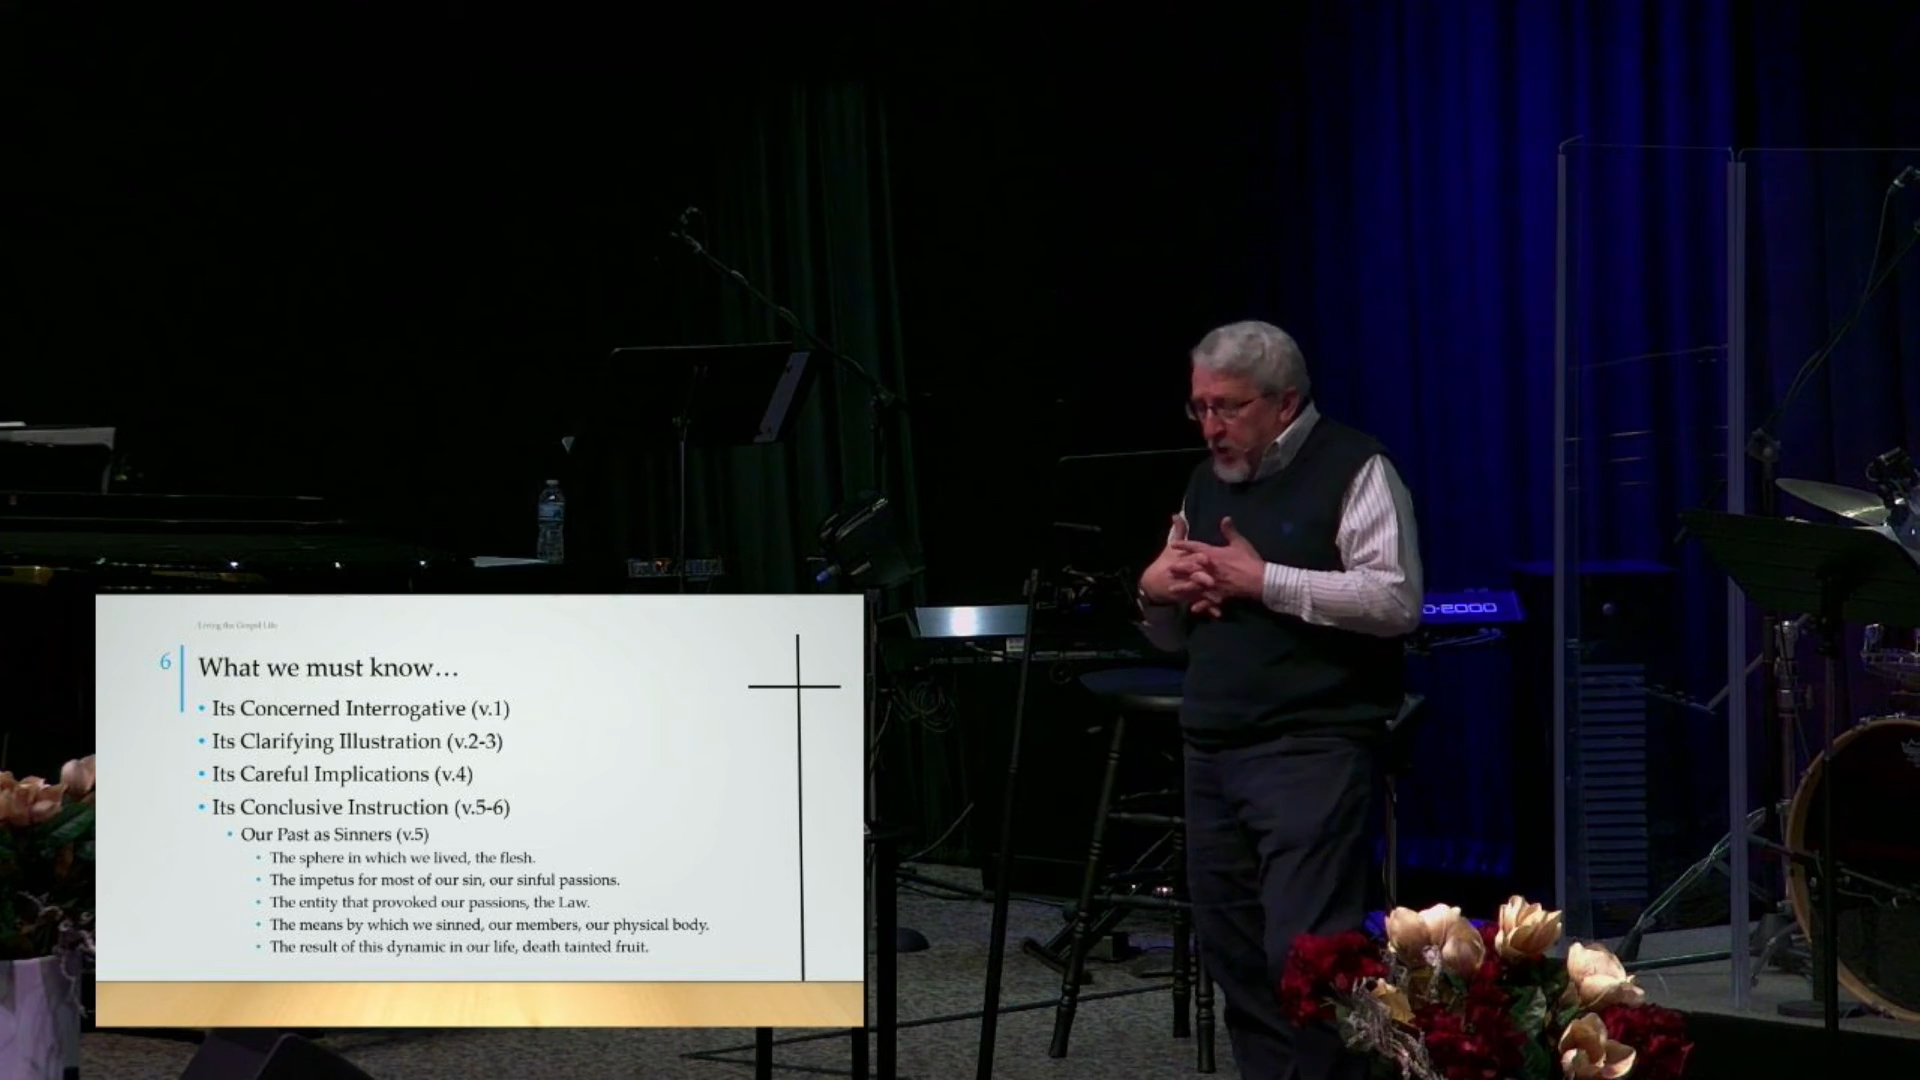 Living the Gospel Life
6
What we must know…
• Its Concerned Interrogative (v.1)
• Its Clarifying Illustration (v.2-3)
• Its Careful Implications (v.4)
• Its Conclusive Instruction (v.5-6)
• Our Past as Sinners (v.5)
• The sphere in which we lived, the flesh.
• The impetus for most of our sin, our sinful passions.
• The entity that provoked our passions, the Law.
• The means by which we sinned, our members, our physical body.
• The result of this dynamic in our life, death tainted fruit.